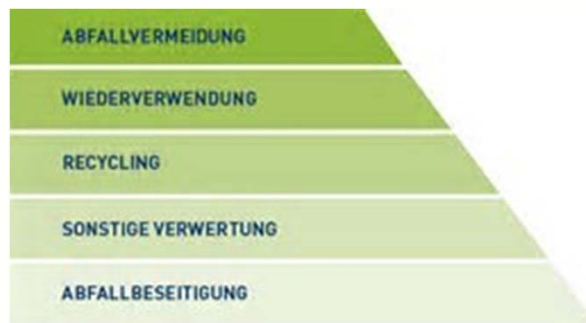 ABFALLVERMEIDUNG
WIEDERVERWENDUNG
RECYCLING
SONSTIGE VERWERTUNG
ABFALLBESEITIGUNG